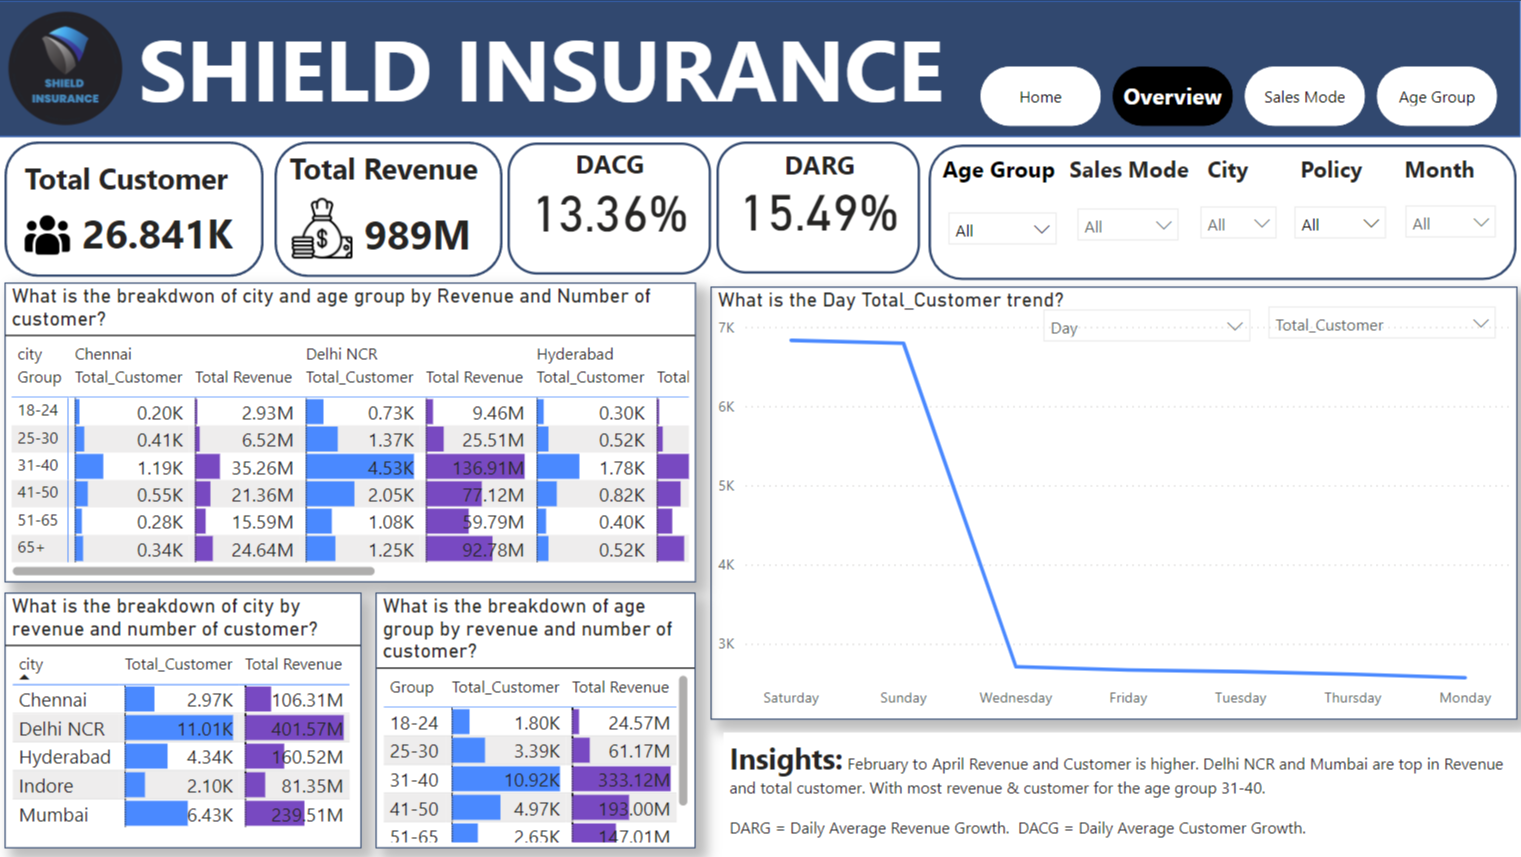 SHIELD
INSURANCE
SHIELD INSURANCE
Home
Overview
Sales Mode
Age Group
Total Customer
26.841K
Total Revenue
$
989M
DACG
13.36%
DARG
15.49%
Age Group Sales Mode City Policy Month
All All All All All
What is the breakdwon of city and age group by Revenue and Number of
customer?
city Chennai Delhi NCR Hyderabad
Group Total_Customer Total Revenue Total_Customer Total Revenue Total_Customer Total
18-24 0.20K 2.93M 0.73K 9.46M 0.30K
25-30 0.41K 6.52M 1.37K 25.51M 0.52K
31-40 1.19K 35.26M 4.53K 136.91M 1.78K
41-50 0.55K 21.36M 2.05K 77.12M 0.82K
51-65 0.28K 15.59M 1.08K 59.79M 0.40K
65+ 0.34K 24.64M 1.25K 92.78M 0.52K
What is the breakdown of city by
revenue and number of customer?
city Total_Customer Total Revenue
Chennai 2.97K 106.31M
Delhi NCR 11.01K 401.57M
Hyderabad 4.34K 160.52M
Indore 2.10K 81.35M
Mumbai 6.43K 239.51M
What is the breakdown of age
group by revenue and number of
customer?
Group Total_Customer Total Revenue
18-24 1.80K 24.57M
25-30 3.39K 61.17M
31-40 10.92K 333.12M
41-50 4.97K 193.00M
51-65 2.65K 147.01M
What is the Day Total_Customer trend?
Day
Total_Customer
7K
6K
5K
4K
3K
Saturday Sunday Wednesday Friday Tuesday Thursday Monday
Insights: February to April Revenue and Customer is higher. Delhi NCR and Mumbai are top in Revenue
and total customer. With most revenue & customer for the age group 31-40.
DARG = Daily Average Revenue Growth. DACG = Daily Average Customer Growth.